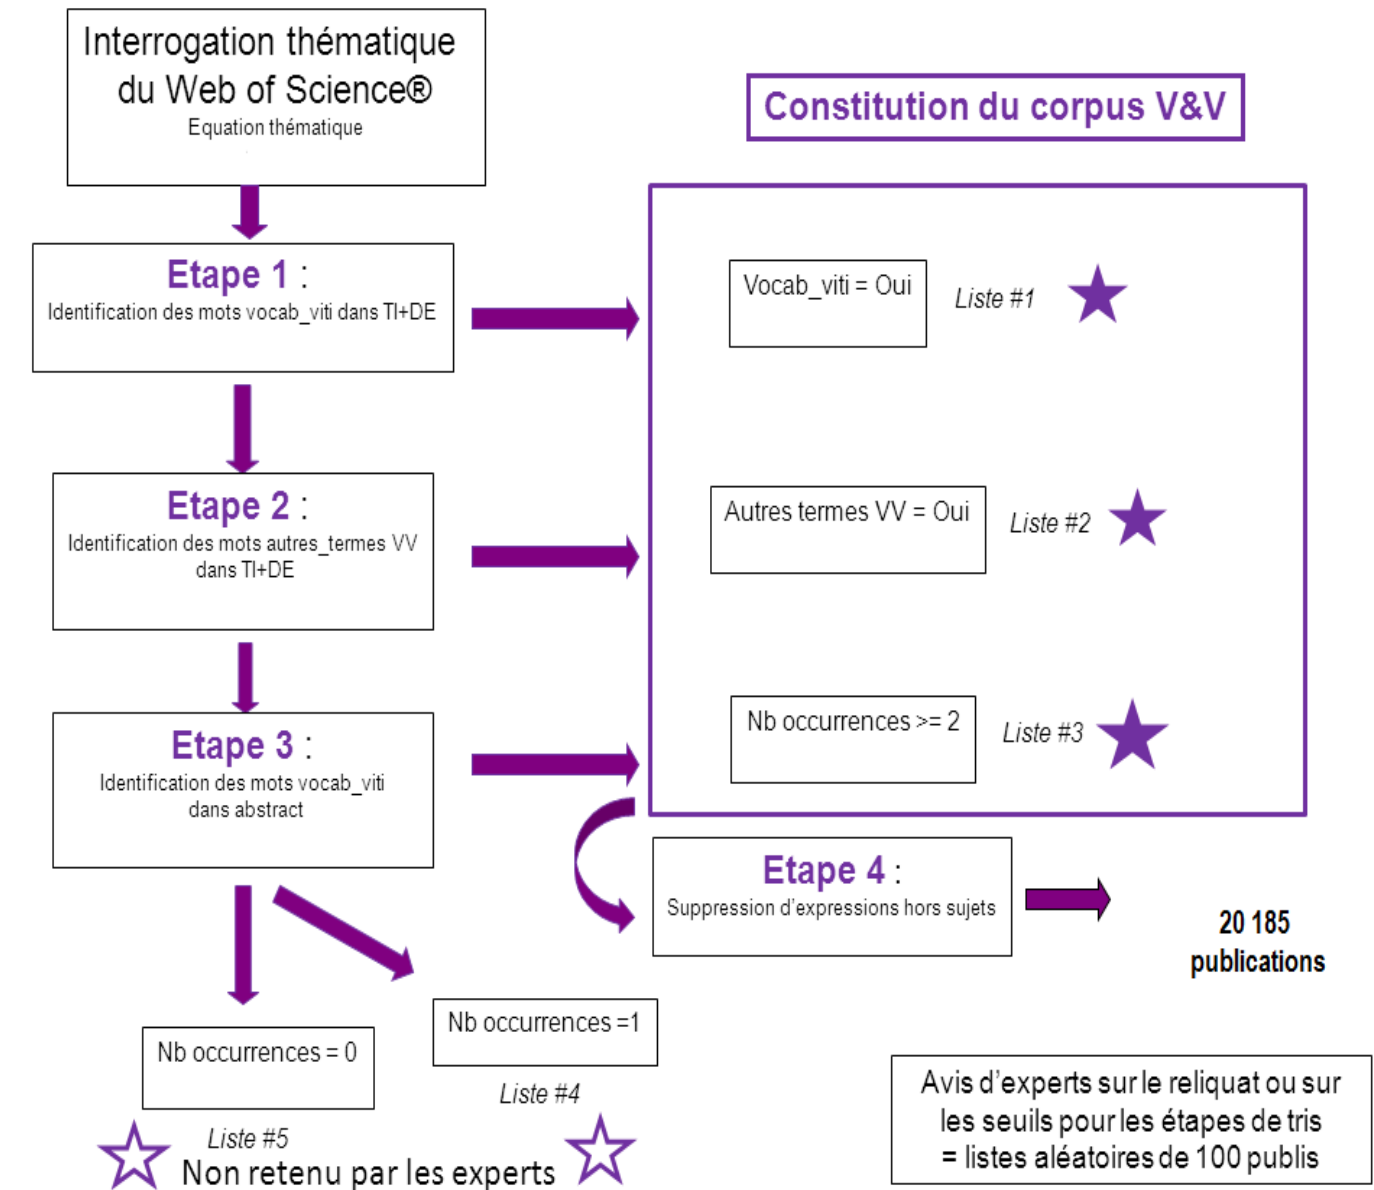 Interrogation thématique
du Web of Science®
Equation thématique
Constitution du corpus V&V
Etape 1 :
Identification des mots vocab_viti dans TI+DE
Vocab_viti = Oui
Liste #1
Etape 2 :
Identification des mots autres_termes VV
dans TI+DE
Autres termes VV = Oui
Liste #2
Etape 3 :
Identification des mots vocab_viti
dans abstract
Nb occurrences >= 2
Liste #3
Etape 4 :
Suppression d'expressions hors sujets
20 185
publications
Nb occurrences = 0
Liste #5
Nb occurrences =1
Liste #4
Non retenu par les experts
Avis d'experts sur le reliquat ou sur
les seuils pour les étapes de tris
= listes aléatoires de 100 publis